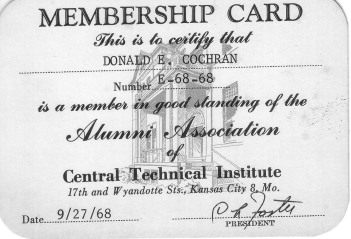 MEMBERSHIP CARD
This is to certify that
DONALD E. COCHRAN
Number E-68-68
is a member in good standing of the
Alumni Association
of
Central Technical Institute
17th and Wyandotte Sts., Kansas City 8, Mo.
Date 9/27/68 C L Foster
PRESIDENT